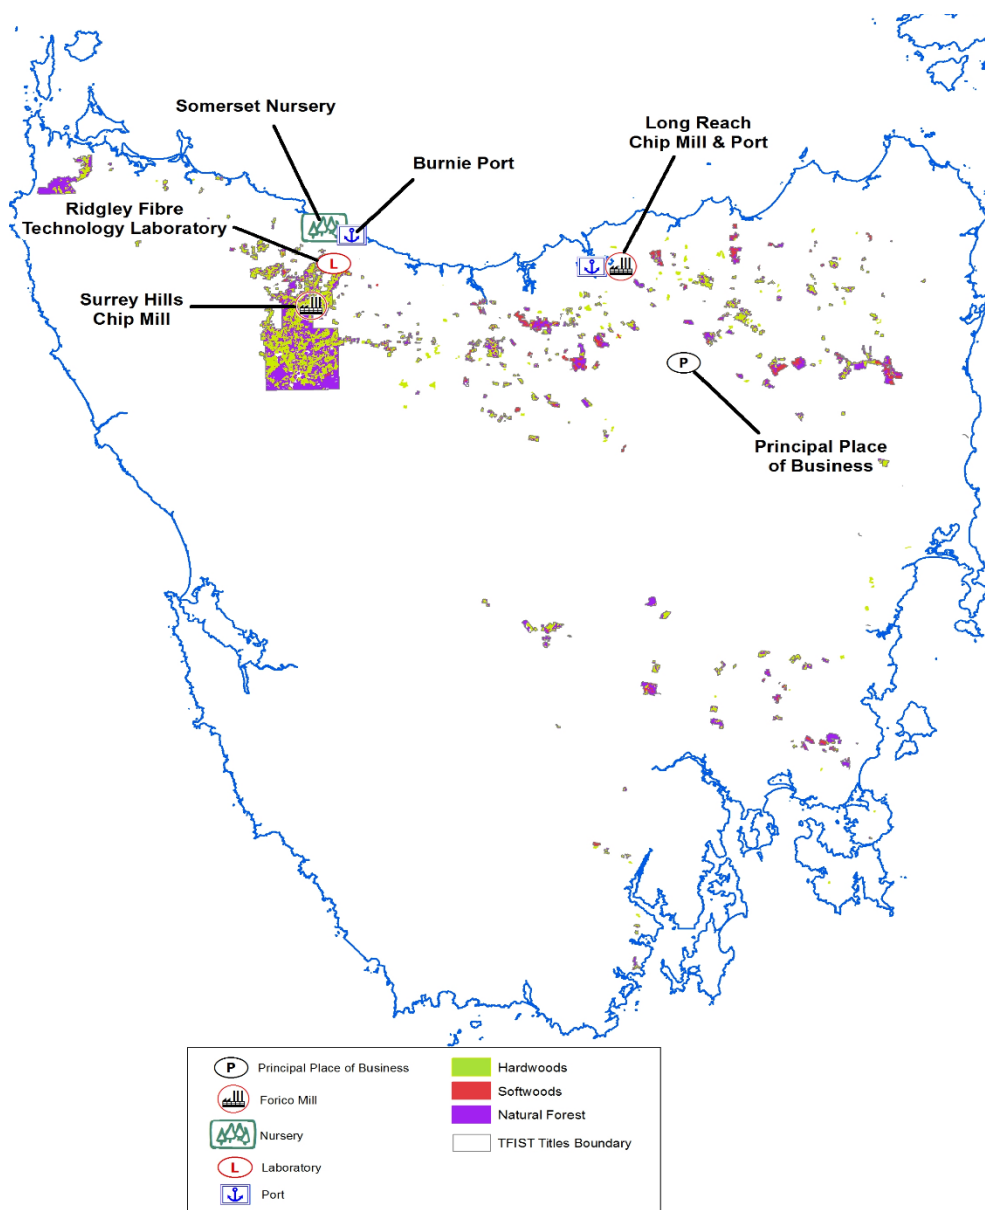 Somerset Nursery
Burnie Port
Long Reach
Chip Mill & Port
Ridgley Fibre
Technology Laboratory
L
Surrey Hills
Chip Mill
P
Principal Place
of Business
P Principal Place of Business
Forico Mill
Nursery
L Laboratory
Port
Hardwoods
Softwoods
Natural Forest
TFIST Titles Boundary